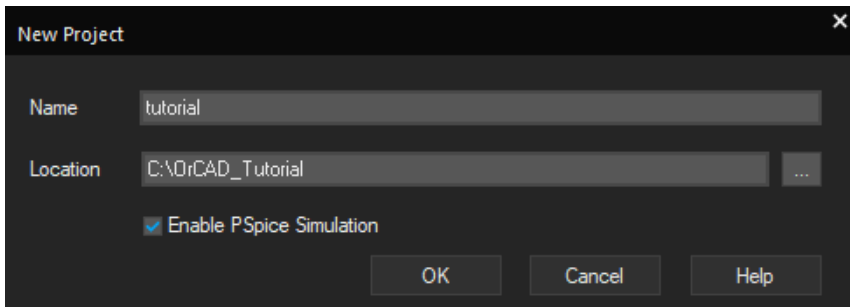 New Project
Name tutorial
Location C:\OrCAD_Tutorial ...
Enable PSpice Simulation
OK Cancel Help